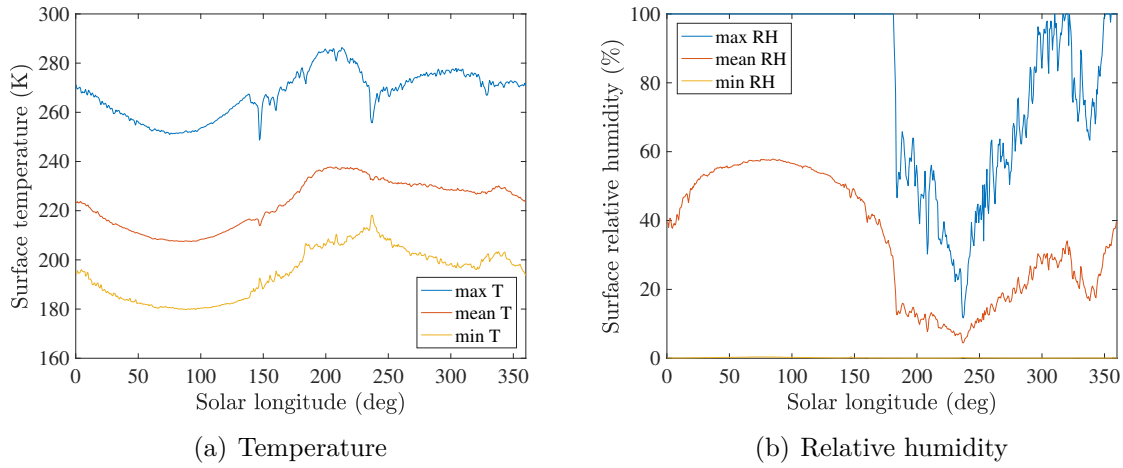 300
280
260
240
220
200
180
160
Surface temperature (K)
max T
mean T
min T
0 50 100 150 200 250 300 350
Solar longitude (deg)
(a) Temperature
100
80
60
40
20
0
Surface relative humidity (%)
max RH
mean RH
min RH
0 50 100 150 200 250 300 350
Solar longitude (deg)
(b) Relative humidity